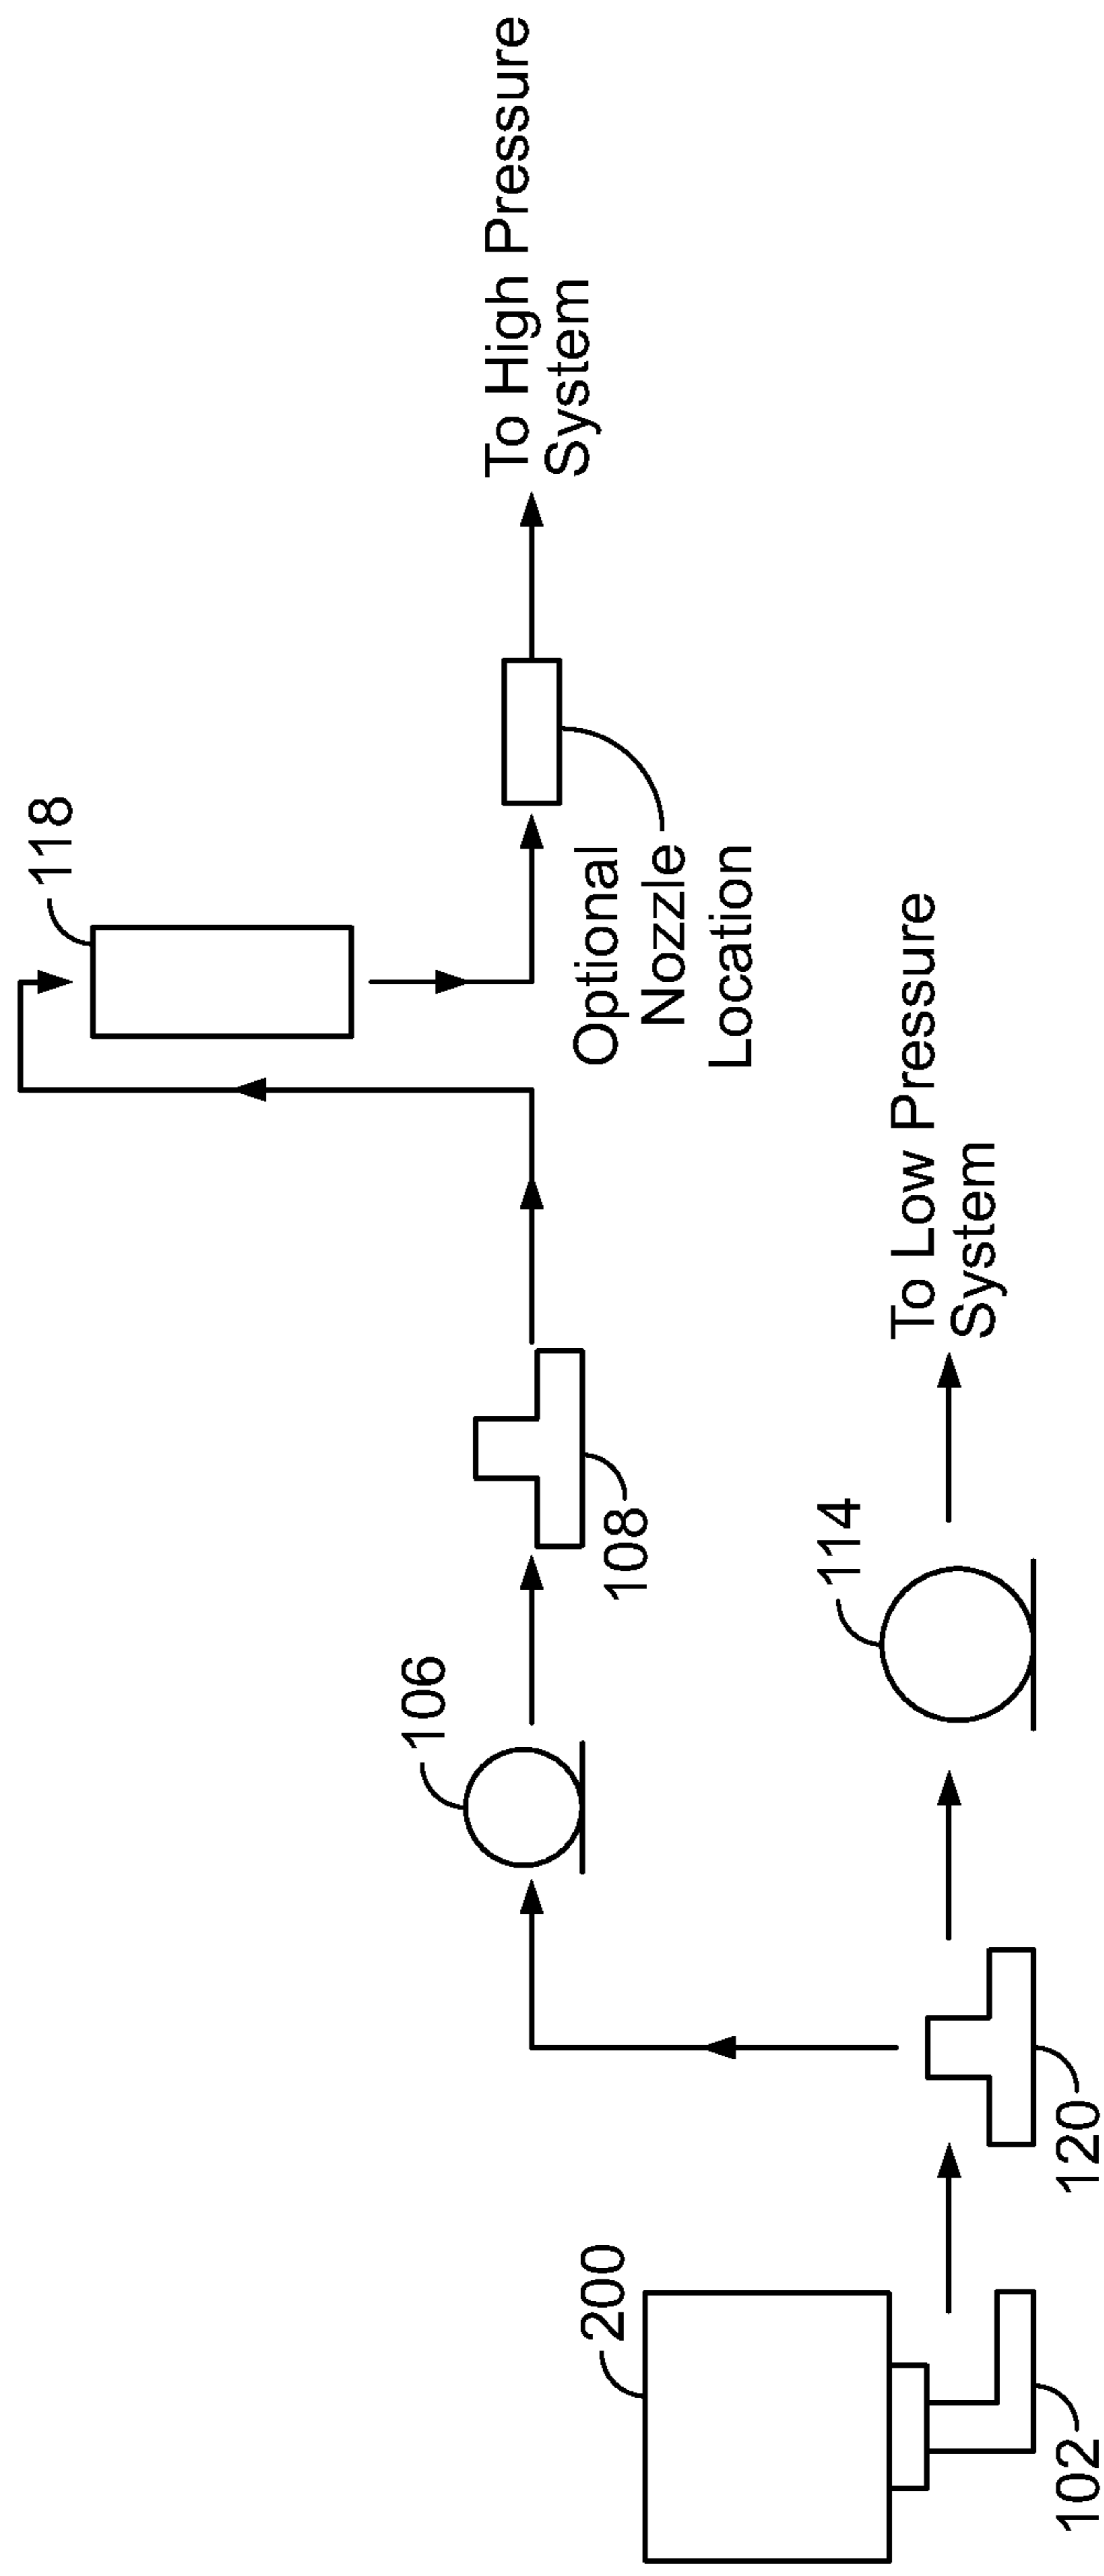 118
To High Pressure
System
106
108
Optional
Nozzle
Location
200
114
To Low Pressure
System
102
120